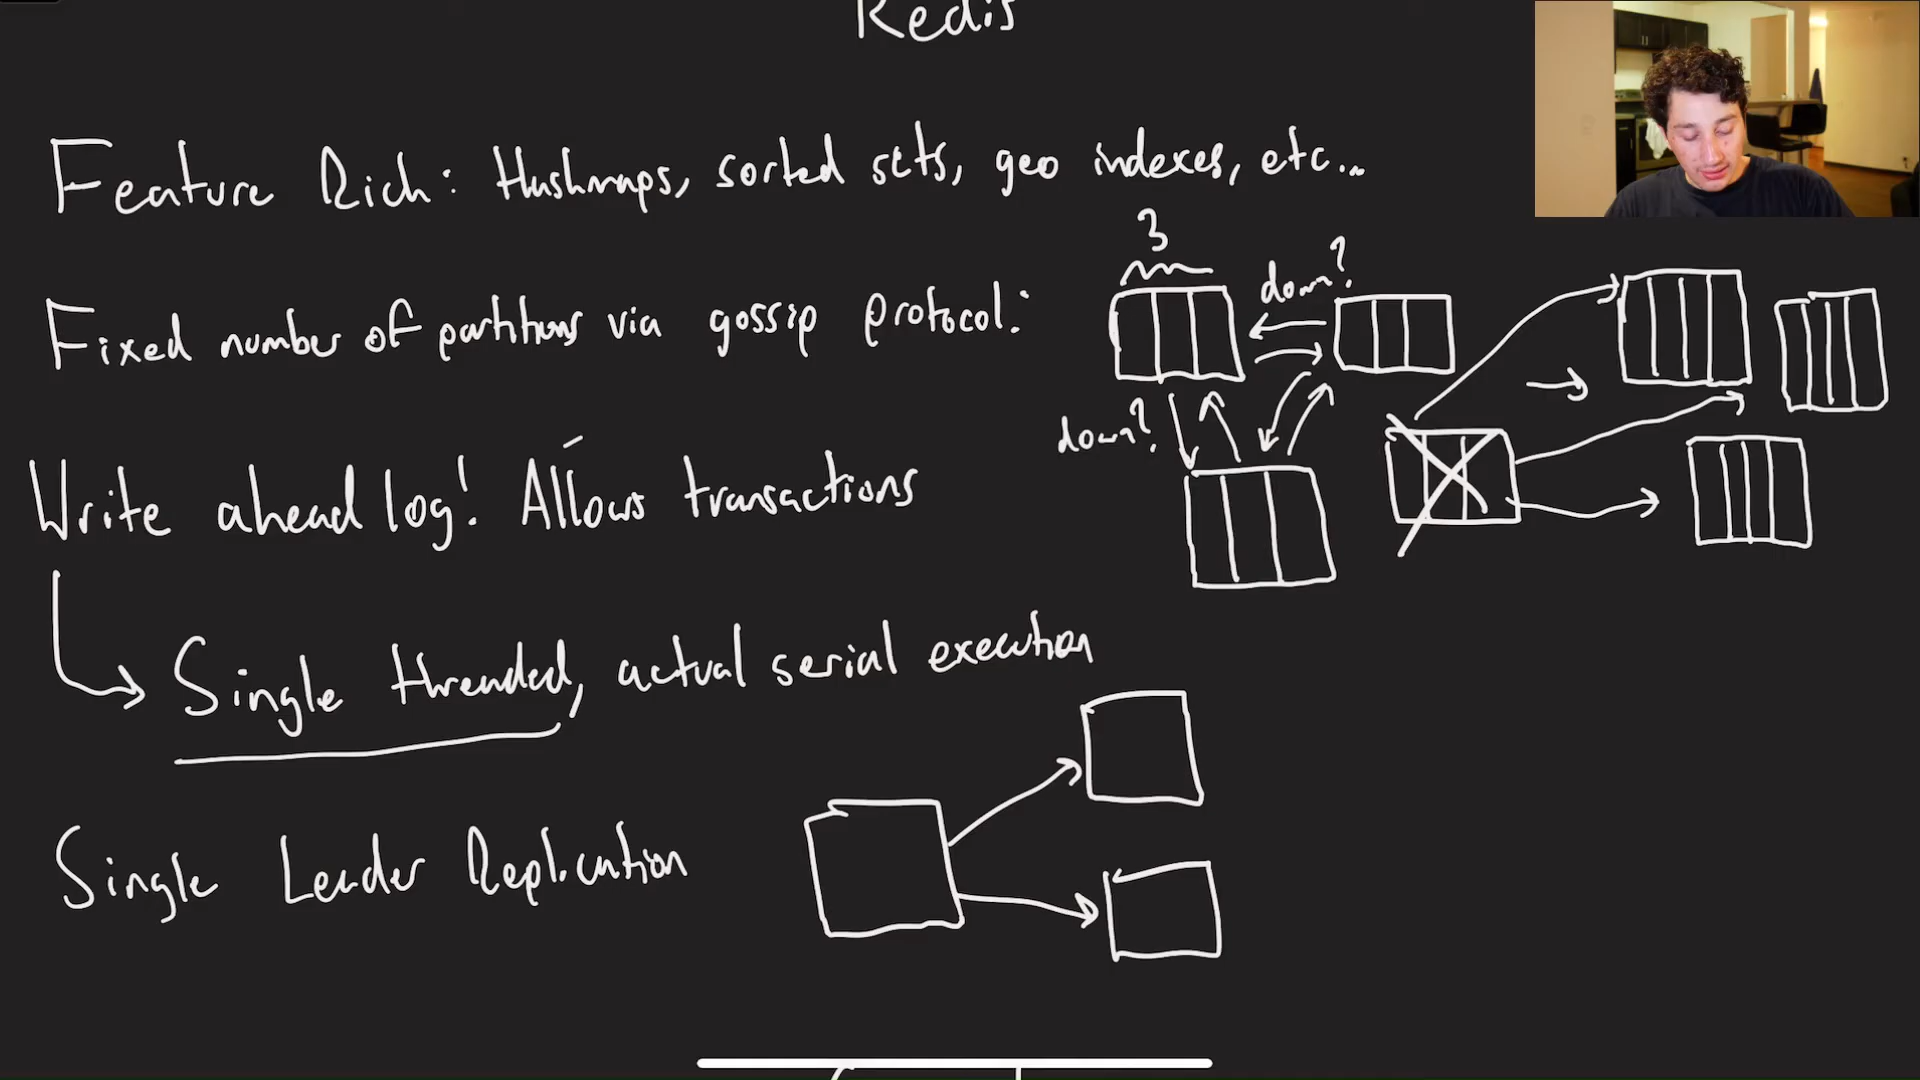 Redis
Feature Rich: Hashmaps, sorted sets, geo indexes, etc...
3
down?
Fixed number of partitions via gossip protocol:
down?
Write ahead log! Allows transactions
Single threaded, actual serial execution
Single Leader Replication